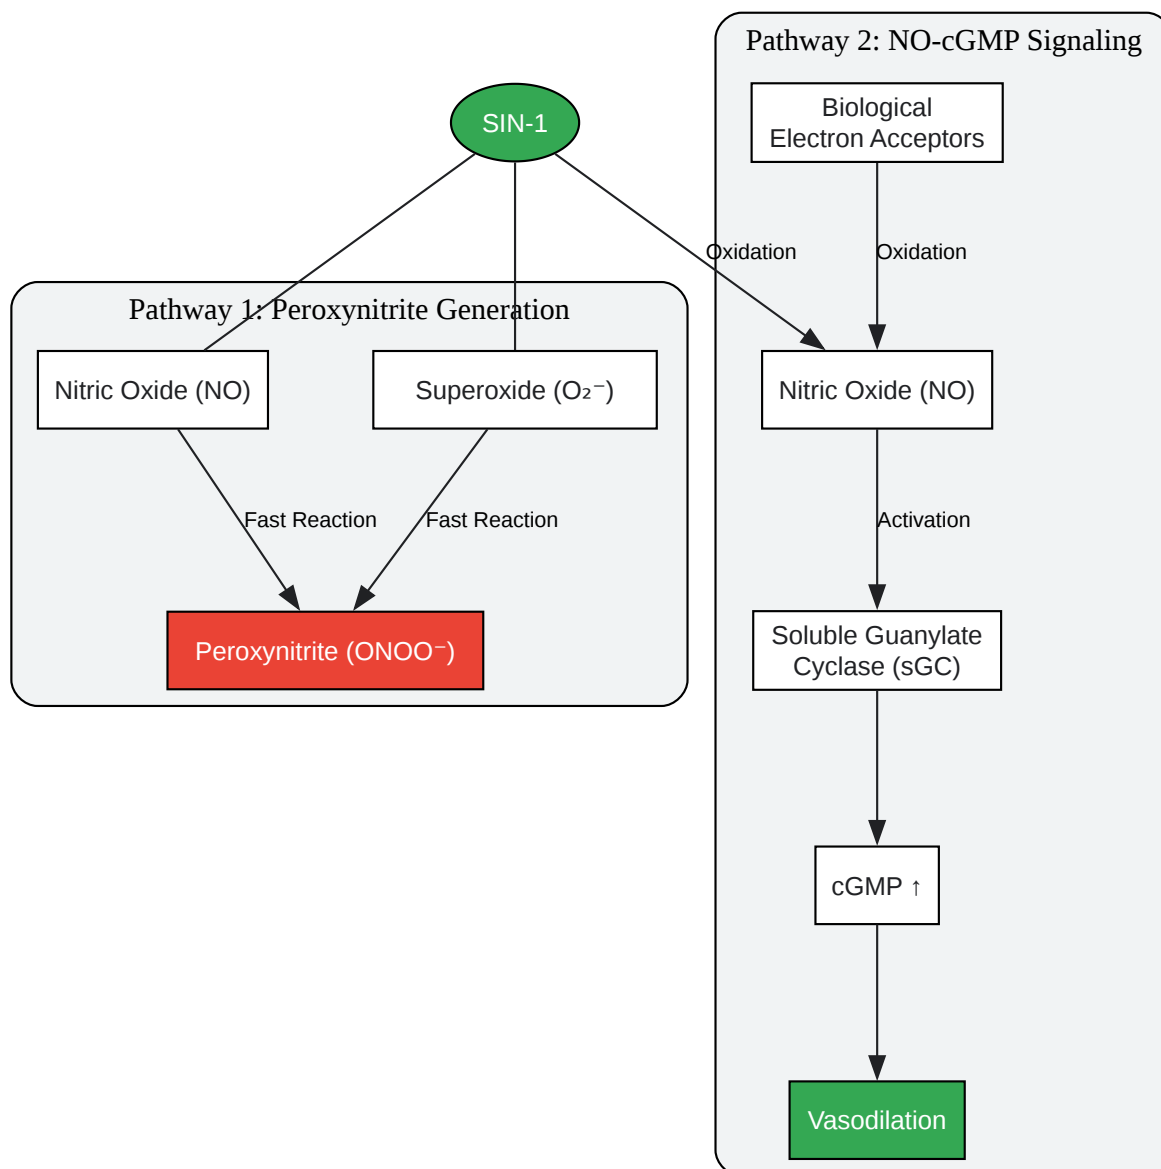 Pathway 2: NO-cGMP Signaling
Biological
Electron Acceptors
SIN-1
Oxidation
Oxidation
Pathway 1: Peroxynitrite Generation
Nitric Oxide (NO)
Superoxide (O₂⁻)
Nitric Oxide (NO)
Fast Reaction
Fast Reaction
Activation
Peroxynitrite (ONOO⁻)
Soluble Guanylate
Cyclase (sGC)
cGMP ↑
Vasodilation